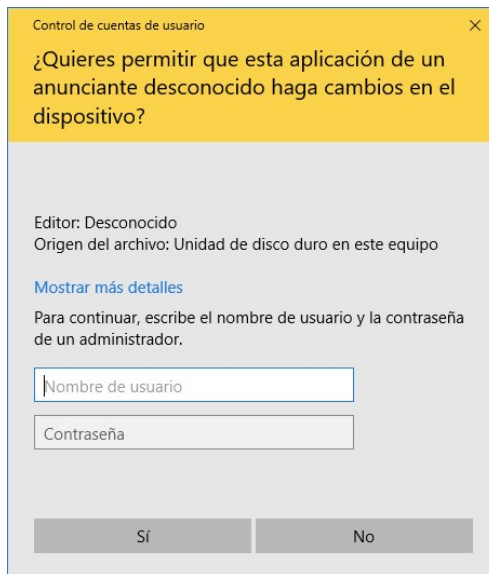 Control de cuentas de usuario
¿Quieres permitir que esta aplicación de un
anunciante desconocido haga cambios en el
dispositivo?
Editor: Desconocido
Origen del archivo: Unidad de disco duro en este equipo
Mostrar más detalles
Para continuar, escribe el nombre de usuario y la contraseña
de un administrador.
Nombre de usuario
Contraseña
Sí
No